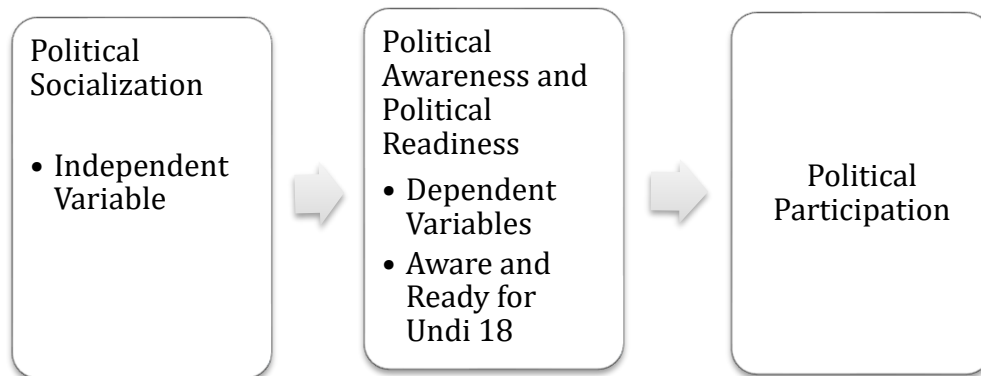 Political
Socialization
• Independent
Variable
Political
Awareness and
Political
Readiness
• Dependent
Variables
• Aware and
Ready for
Undi 18
Political
Participation